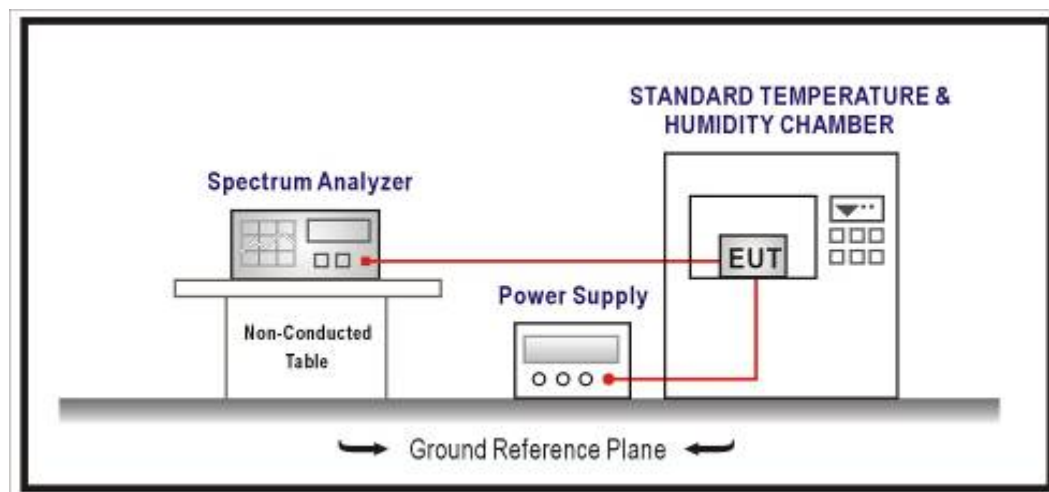 STANDARD TEMPERATURE &
HUMIDITY CHAMBER
Spectrum Analyzer
EUT
Power Supply
Non-Conducted
Table
Ground Reference Plane